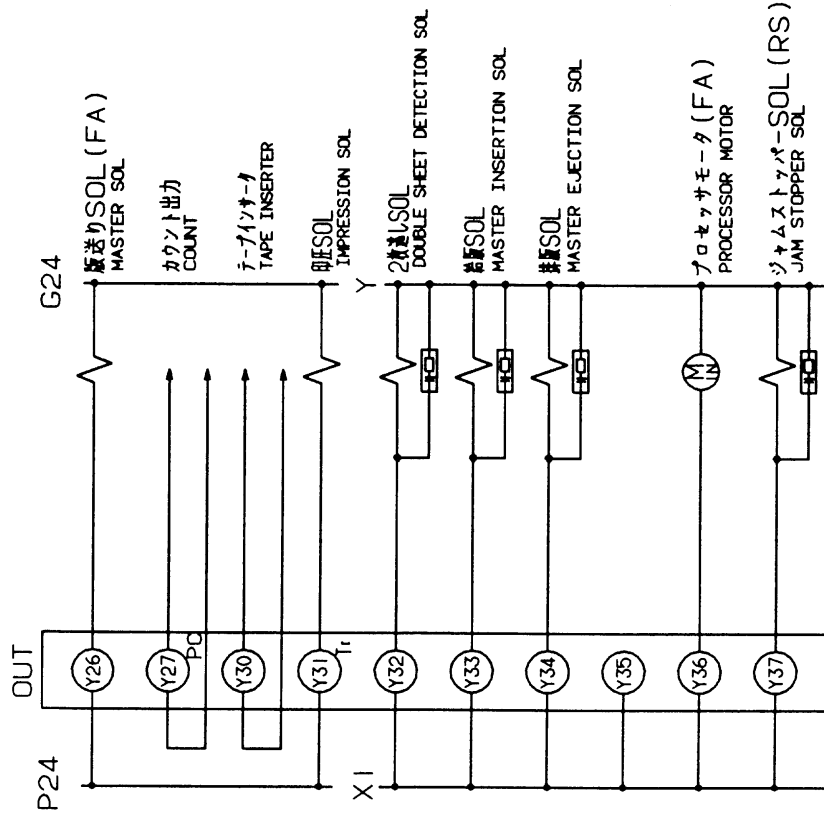 OUT
P24
G24
Y26
版送りSOL (FA)
MASTER SOL
Y27
PC
カウント出力
COUNT
Y30
テープインサータ
TAPE INSERTER
Y31
Tr
印圧SOL
IMPRESSION SOL
X1
Y
Y32
2枚通しSOL
DOUBLE SHEET DETECTION SOL
Y33
給版SOL
MASTER INSERTION SOL
Y34
排版SOL
MASTER EJECTION SOL
Y35
Y36
M
IN
プロセッサモータ (FA)
PROCESSOR MOTOR
Y37
ジャムストッパーSOL (RS)
JAM STOPPER SOL